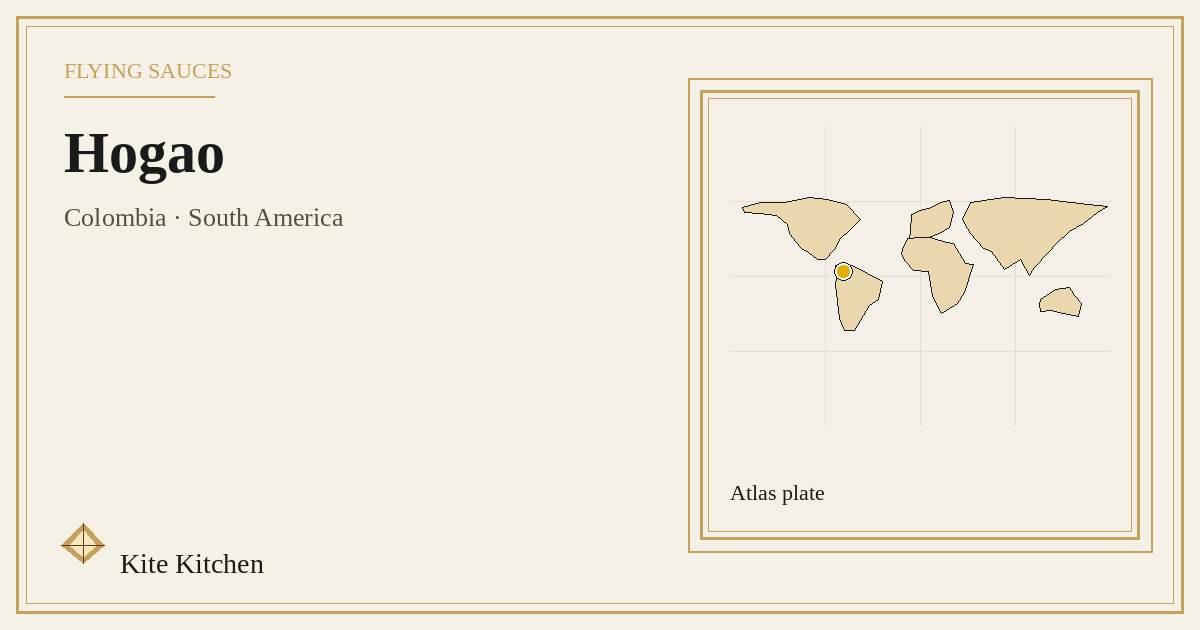 FLYING SAUCES
Hogao
Colombia · South America
Atlas plate
Kite Kitchen